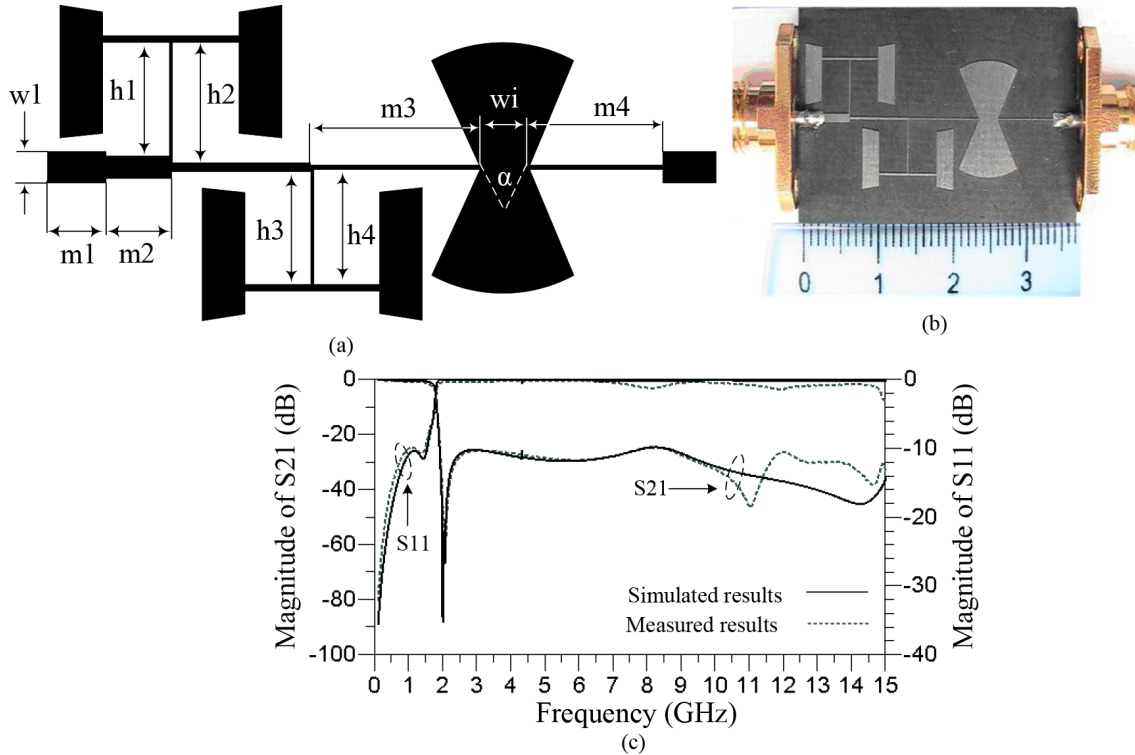 w1
h1
h2
m3
wi
m4
α
h3
h4
m1
m2
(a)
0 1 2 3
(b)
Magnitude of S21 (dB)
0
-20
-40
-60
-80
-100
S11
S21
Simulated results
Measured results
0
-10
-20
-30
-40
Magnitude of S11 (dB)
0 1 2 3 4 5 6 7 8 9 10 11 12 13 14 15
Frequency (GHz)
(c)